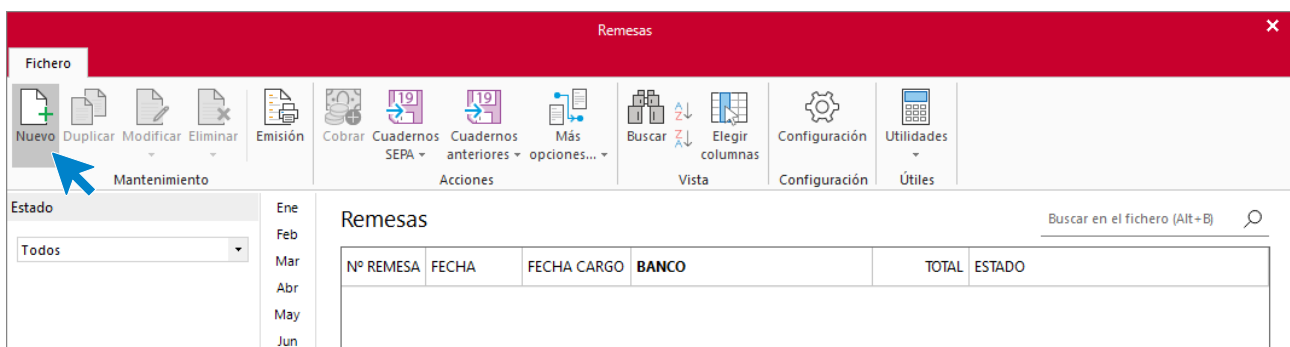 Remesas
Fichero
Nuevo Duplicar Modificar Eliminar
Mantenimiento
Emisión
Cobrar Cuadernos SEPA Cuadernos anteriores Más opciones...
Acciones
Buscar Elegir columnas
Vista
Configuración
Configuración
Utilidades
Útiles
Estado
Todos
Ene
Feb
Mar
Abr
May
Jun
Remesas
Buscar en el fichero (Alt+B)
Nº REMESA FECHA FECHA CARGO BANCO TOTAL ESTADO